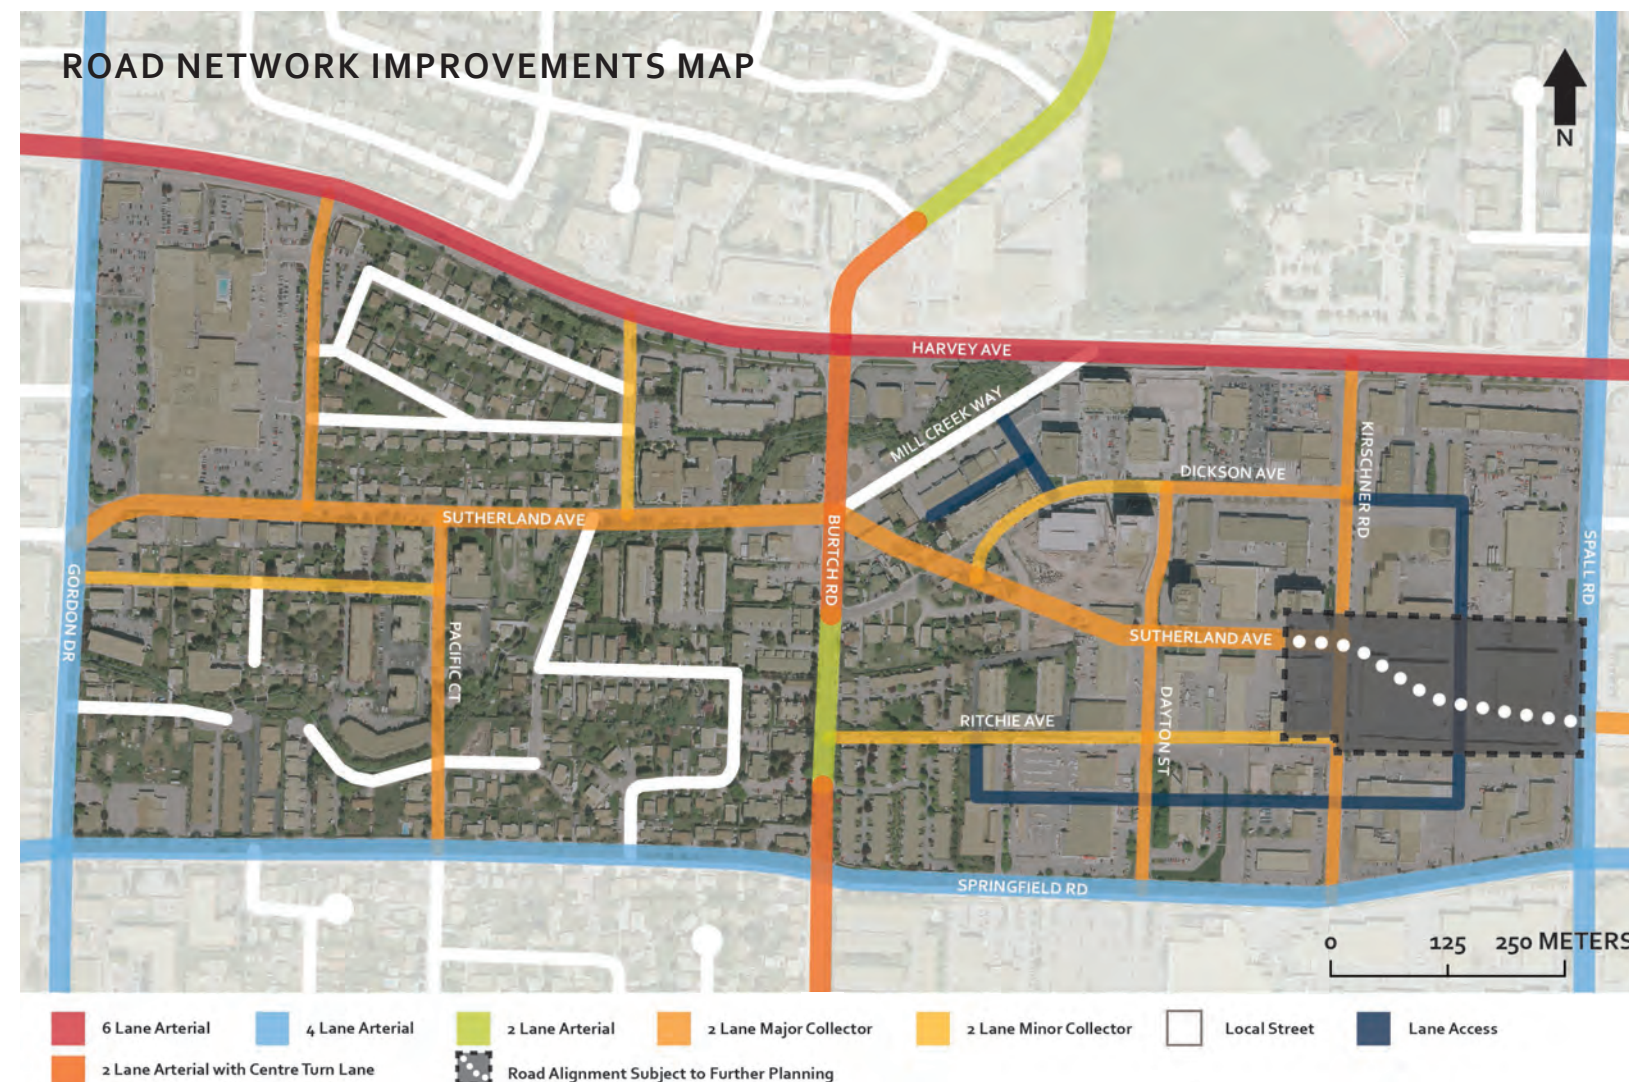 ROAD NETWORK IMPROVEMENTS MAP
N
HARVEY AVE
MILL CREEK WAY
KIRSCHNER RD
DICKSON AVE
SUTHERLAND AVE
BURTCH RD
SPALL RD
GORDON DR
PACIFIC CT
SUTHERLAND AVE
DAYTON ST
RITCHIE AVE
SPRINGFIELD RD
0 125 250 METERS
6 Lane Arterial
4 Lane Arterial
2 Lane Arterial
2 Lane Major Collector
2 Lane Minor Collector
Local Street
Lane Access
2 Lane Arterial with Centre Turn Lane
Road Alignment Subject to Further Planning